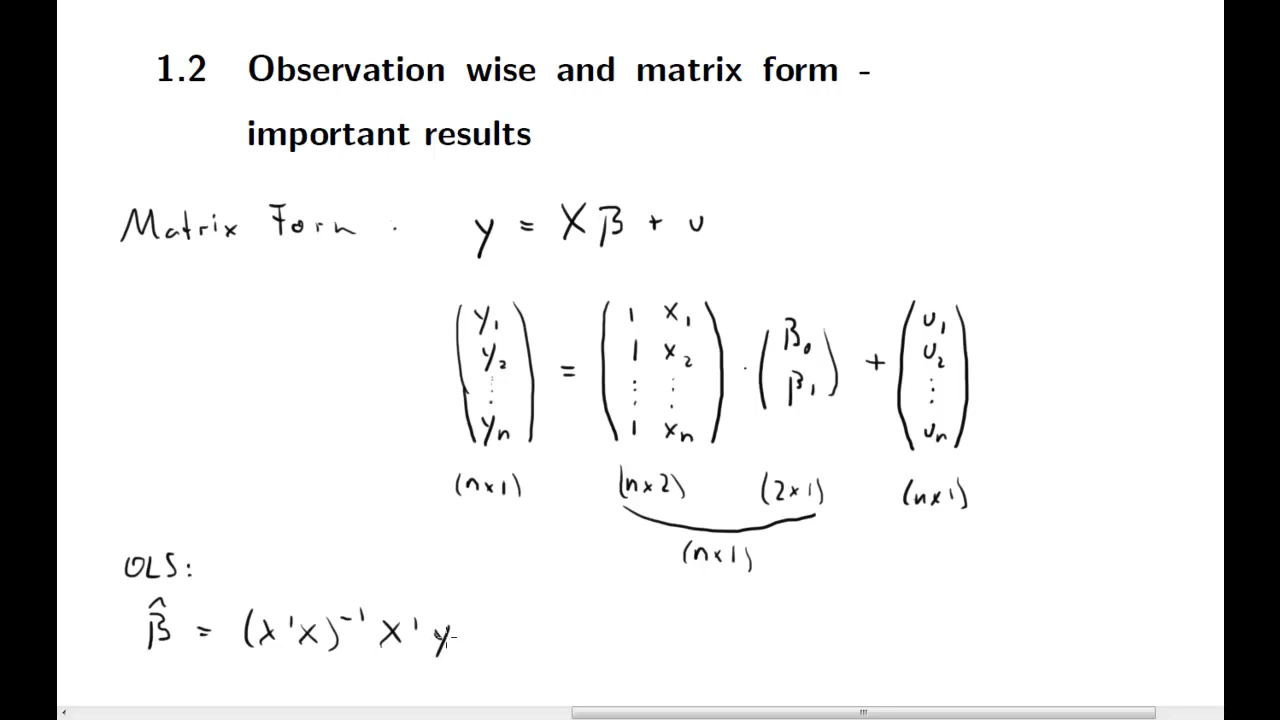 1.2 Observation wise and matrix form -
important results
Matrix Form : y = Xβ + u
(y₁ y₂ ⋮ yₙ) = (1 x₁ 1 x₂ ⋮ ⋮ 1 xₙ) · (β₀ β₁) + (u₁ u₂ ⋮ uₙ)
(n×1) (n×2) (2×1) (n×1)
(n×1)
OLS:
β̂ = (X'X)⁻¹ X'y